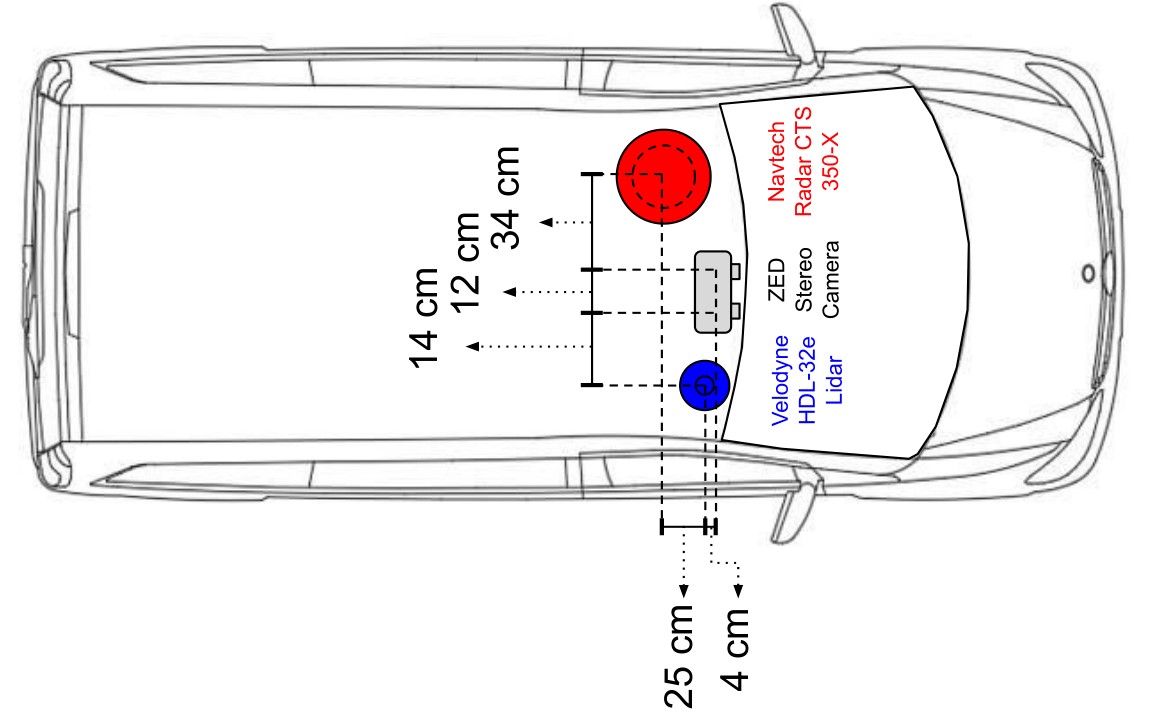 14 cm
12 cm
34 cm
Velodyne
HDL-32e
Lidar
ZED
Stereo
Camera
Navtech
Radar CTS
350-X
25 cm
4 cm